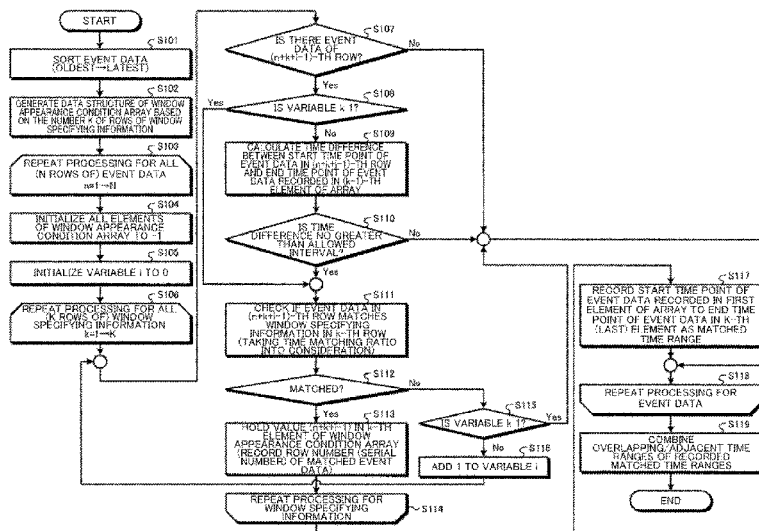 START
S101
SORT EVENT DATA
(OLDEST→LATEST)
S102
GENERATE DATA STRUCTURE OF WINDOW
APPEARANCE CONDITION ARRAY BASED
ON THE NUMBER K OF ROWS OF WINDOW
SPECIFYING INFORMATION
S103
REPEAT PROCESSING FOR ALL
(N ROWS OF) EVENT DATA
n=1→N
S104
INITIALIZE ALL ELEMENTS
OF WINDOW APPEARANCE
CONDITION ARRAY TO -1
S105
INITIALIZE VARIABLE i TO 0
S106
REPEAT PROCESSING FOR ALL
(K ROWS OF) WINDOW
SPECIFYING INFORMATION
k=1→K
S107
IS THERE EVENT
DATA OF
(n+k+i-1)-TH ROW?
No
Yes
S108
IS VARIABLE k 1?
Yes
No
S109
CALCULATE TIME DIFFERENCE
BETWEEN START TIME POINT OF
EVENT DATA IN (n+k+i-1)-TH ROW
AND END TIME POINT OF
EVENT DATA RECORDED IN (k-1)-TH
ELEMENT OF ARRAY
S110
IS TIME
DIFFERENCE NO GREATER
THAN ALLOWED
INTERVAL?
No
Yes
S111
CHECK IF EVENT DATA IN
(n+k+i-1)-TH ROW MATCHES
WINDOW SPECIFYING
INFORMATION IN k-TH ROW
(TAKING TIME MATCHING RATIO
INTO CONSIDERATION)
S112
MATCHED?
No
Yes
S113
HOLD VALUE (n+k+i-1) IN k-TH
ELEMENT OF WINDOW
APPEARANCE CONDITION ARRAY
(RECORD ROW NUMBER (SERIAL
NUMBER) OF MATCHED EVENT
DATA)
S114
REPEAT PROCESSING FOR
WINDOW SPECIFYING
INFORMATION
S115
IS VARIABLE k 1?
Yes
No
S116
ADD 1 TO VARIABLE i
S117
RECORD START TIME POINT OF
EVENT DATA RECORDED IN FIRST
ELEMENT OF ARRAY TO END TIME
POINT OF EVENT DATA IN K-TH
(LAST) ELEMENT AS MATCHED
TIME RANGE
S118
REPEAT PROCESSING FOR
EVENT DATA
S119
COMBINE
OVERLAPPING/ADJACENT TIME
RANGES OF RECORDED
MATCHED TIME RANGES
END